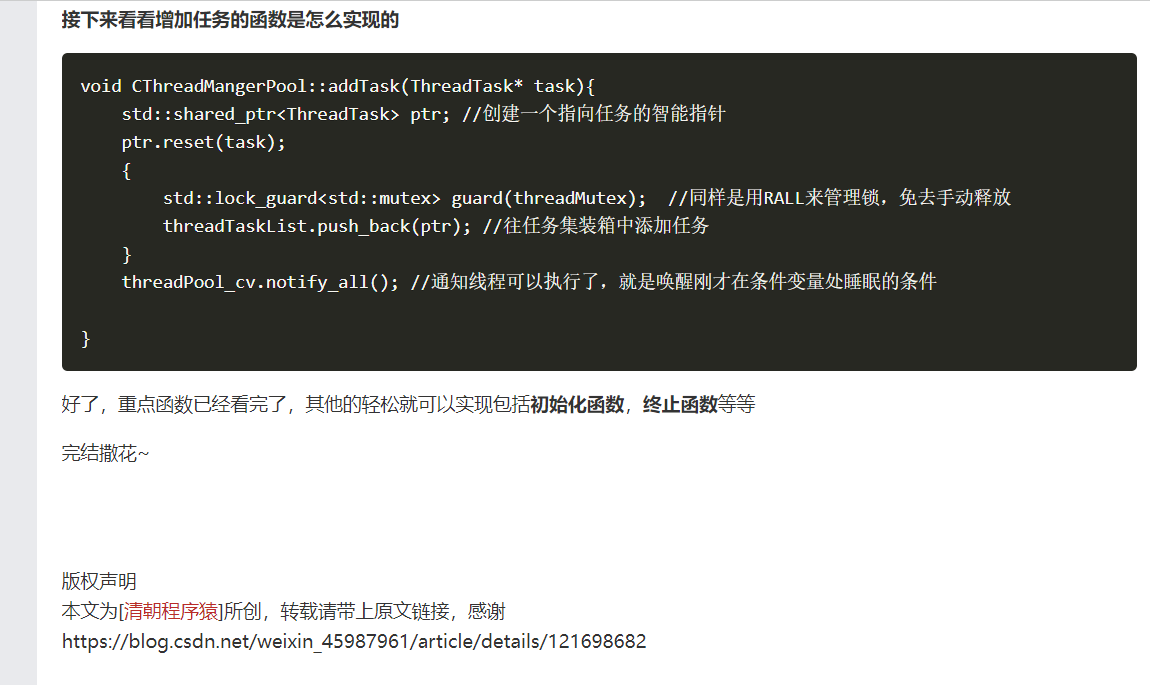 接下来看看增加任务的函数是怎么实现的
void CThreadMangerPool::addTask(ThreadTask* task){
    std::shared_ptr<ThreadTask> ptr; //创建一个指向任务的智能指针
    ptr.reset(task);
    {
        std::lock_guard<std::mutex> guard(threadMutex);  //同样是用RALL来管理锁，免去手动释放
        threadTaskList.push_back(ptr); //往任务集装箱中添加任务
    }
    threadPool_cv.notify_all(); //通知线程可以执行了，就是唤醒刚才在条件变量处睡眠的条件
}
好了，重点函数已经看完了，其他的轻松就可以实现包括初始化函数，终止函数等等
完结撒花~
版权声明
本文为[清朝程序猿]所创，转载请带上原文链接，感谢
https://blog.csdn.net/weixin_45987961/article/details/121698682